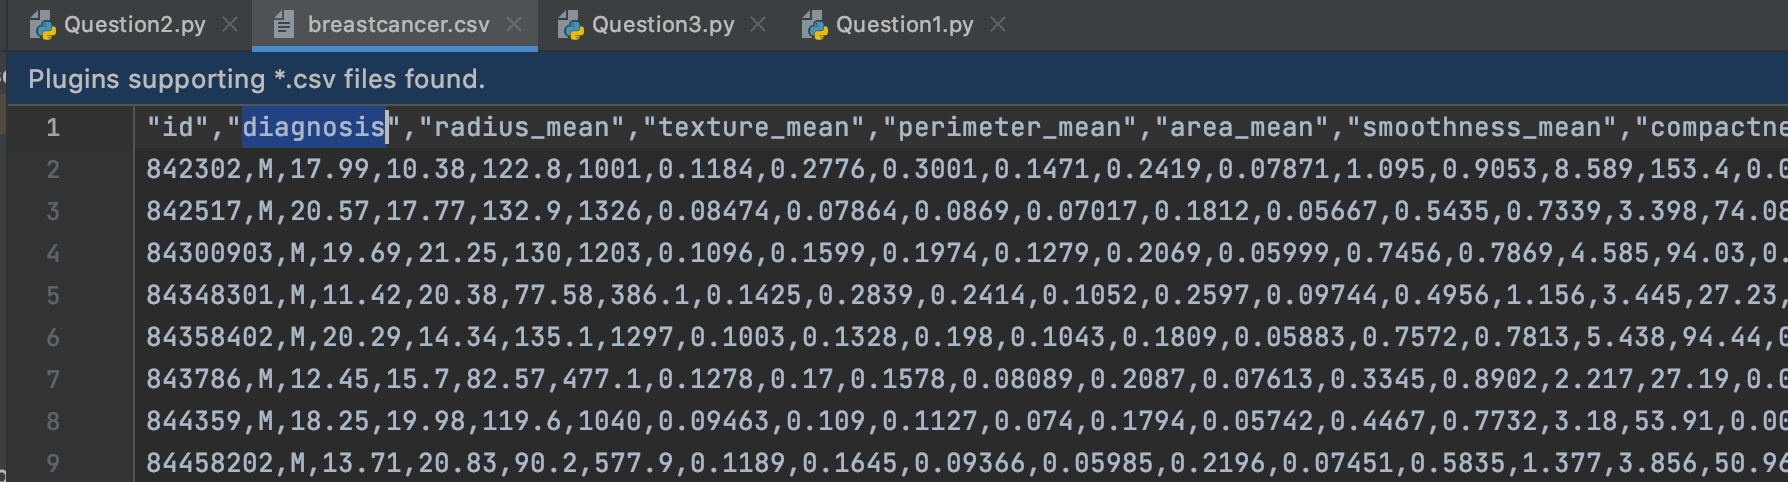 Question2.py breastcancer.csv Question3.py Question1.py
Plugins supporting *.csv files found.
1 "id","diagnosis","radius_mean","texture_mean","perimeter_mean","area_mean","smoothness_mean","compactne
2 842302,M,17.99,10.38,122.8,1001,0.1184,0.2776,0.3001,0.1471,0.2419,0.07871,1.095,0.9053,8.589,153.4,0.0
3 842517,M,20.57,17.77,132.9,1326,0.08474,0.07864,0.0869,0.07017,0.1812,0.05667,0.5435,0.7339,3.398,74.08
4 84300903,M,19.69,21.25,130,1203,0.1096,0.1599,0.1974,0.1279,0.2069,0.05999,0.7456,0.7869,4.585,94.03,0.
5 84348301,M,11.42,20.38,77.58,386.1,0.1425,0.2839,0.2414,0.1052,0.2597,0.09744,0.4956,1.156,3.445,27.23,
6 84358402,M,20.29,14.34,135.1,1297,0.1003,0.1328,0.198,0.1043,0.1809,0.05883,0.7572,0.7813,5.438,94.44,0
7 843786,M,12.45,15.7,82.57,477.1,0.1278,0.17,0.1578,0.08089,0.2087,0.07613,0.3345,0.8902,2.217,27.19,0.0
8 844359,M,18.25,19.98,119.6,1040,0.09463,0.109,0.1127,0.074,0.1794,0.05742,0.4467,0.7732,3.18,53.91,0.00
9 84458202,M,13.71,20.83,90.2,577.9,0.1189,0.1645,0.09366,0.05985,0.2196,0.07451,0.5835,1.377,3.856,50.96